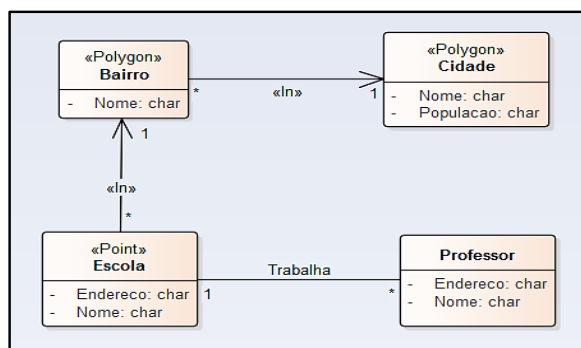 «Polygon»
Bairro
- Nome: char
* «In» 1
«Polygon»
Cidade
- Nome: char
- Populacao: char
1
«In»
*
«Point»
Escola
- Endereco: char
- Nome: char
Trabalha
1 *
Professor
- Endereco: char
- Nome: char